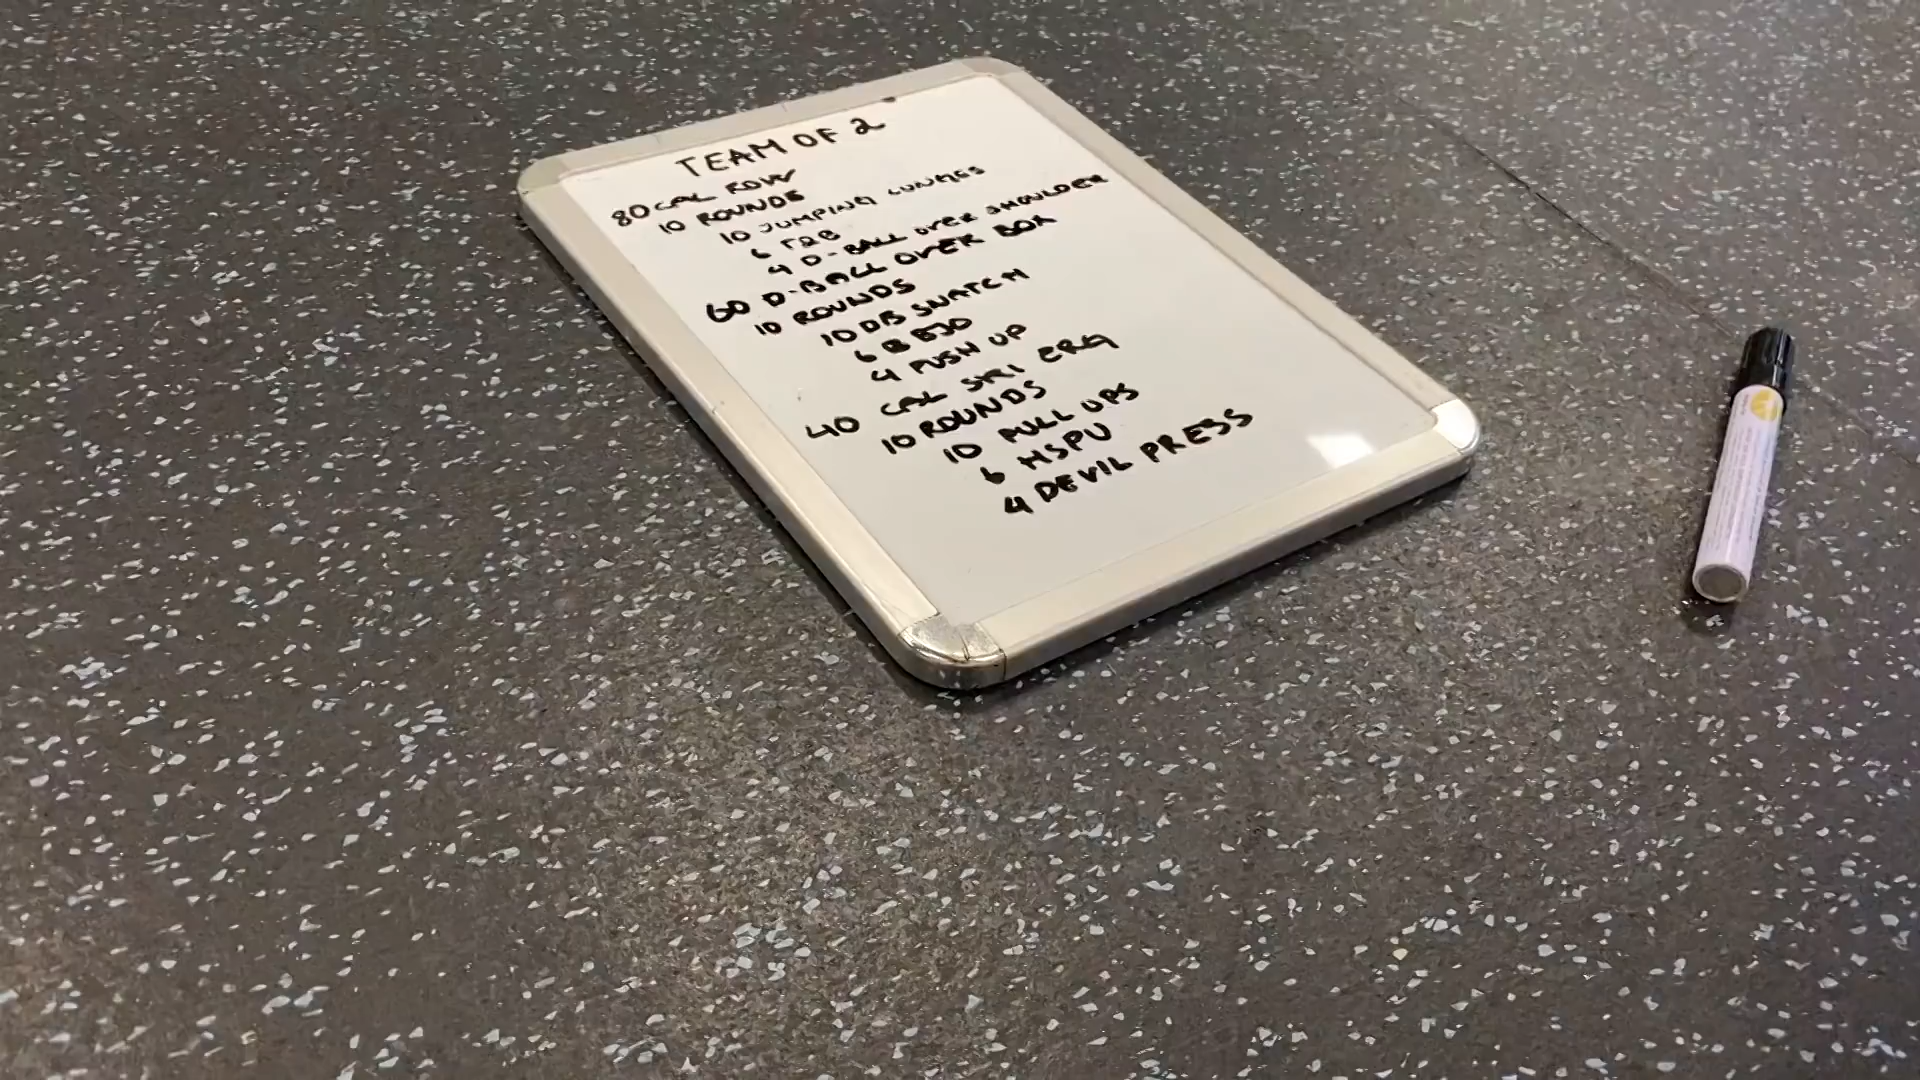 TEAM OF 2
80 CAL ROW
10 ROUNDS
10 JUMPING LUNGES
6 T2B
4 D-BALL OVER SHOULDER
60 D-BALL OVER BOX
10 ROUNDS
10 DB SNATCH
6 BBJO
4 PUSH UP
40 CAL SKI ERG
10 ROUNDS
10 PULL UPS
6 HSPU
4 DEVIL PRESS